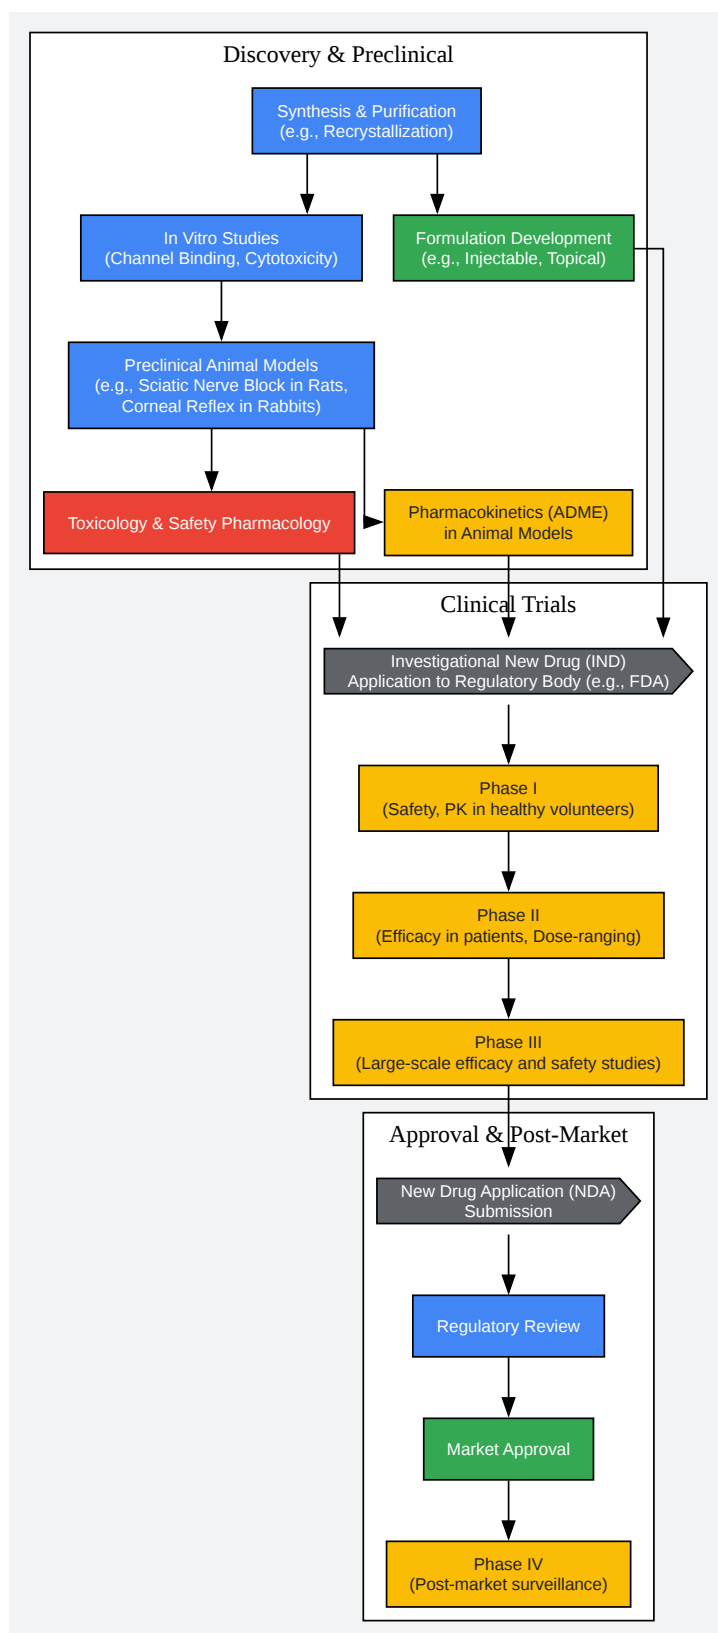 Discovery & Preclinical
Synthesis & Purification
(e.g., Recrystallization)
In Vitro Studies
(Channel Binding, Cytotoxicity)
Formulation Development
(e.g., Injectable, Topical)
Preclinical Animal Models
(e.g., Sciatic Nerve Block in Rats,
Corneal Reflex in Rabbits)
Toxicology & Safety Pharmacology
Pharmacokinetics (ADME)
in Animal Models
Clinical Trials
Investigational New Drug (IND)
Application to Regulatory Body (e.g., FDA)
Phase I
(Safety, PK in healthy volunteers)
Phase II
(Efficacy in patients, Dose-ranging)
Phase III
(Large-scale efficacy and safety studies)
Approval & Post-Market
New Drug Application (NDA)
Submission
Regulatory Review
Market Approval
Phase IV
(Post-market surveillance)